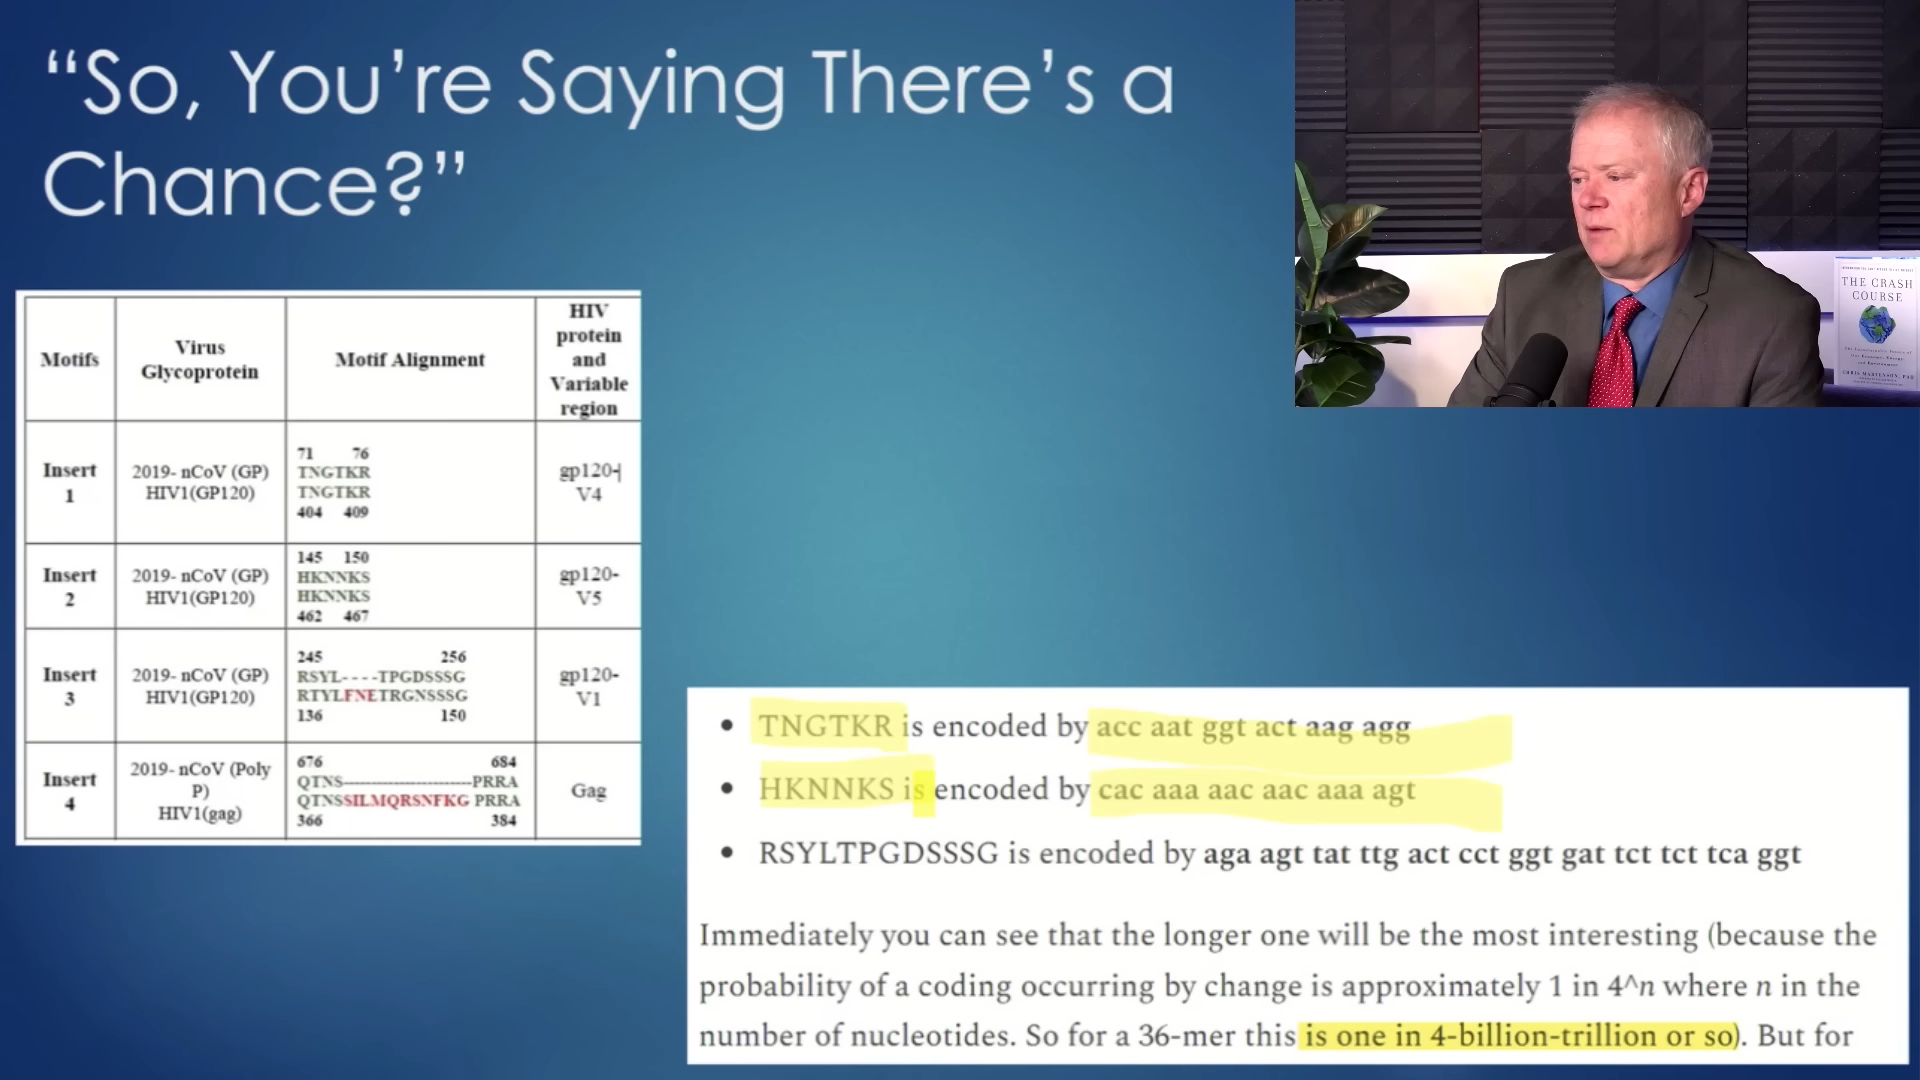 “So, You’re Saying There’s a
Chance?”
Motifs
Virus
Glycoprotein
Motif Alignment
HIV
protein
and
Variable
region
Insert
1
2019- nCoV (GP)
HIV1(GP120)
71 76
TNGTKR
TNGTKR
404 409
gp120-
V4
Insert
2
2019- nCoV (GP)
HIV1(GP120)
145 150
HKNNKS
HKNNKS
462 467
gp120-
V5
Insert
3
2019- nCoV (GP)
HIV1(GP120)
245 256
RSYL----TPGDSSSG
RTYLFNETRGNSSSG
136 150
gp120-
V1
Insert
4
2019- nCoV (Poly
P)
HIV1(gag)
676 684
QTNS-----------------------PRRA
QTNSSILMQRSNFKG PRRA
366 384
Gag
• TNGTKR is encoded by acc aat ggt act aag agg
• HKNNKS is encoded by cac aaa aac aac aaa agt
• RSYLTPGDSSSG is encoded by aga agt tat ttg act cct ggt gat tct tct tca ggt
Immediately you can see that the longer one will be the most interesting (because the
probability of a coding occurring by change is approximately 1 in 4^n where n in the
number of nucleotides. So for a 36-mer this is one in 4-billion-trillion or so). But for
THE CRASH
COURSE
CHRIS MARTENSON, PHD